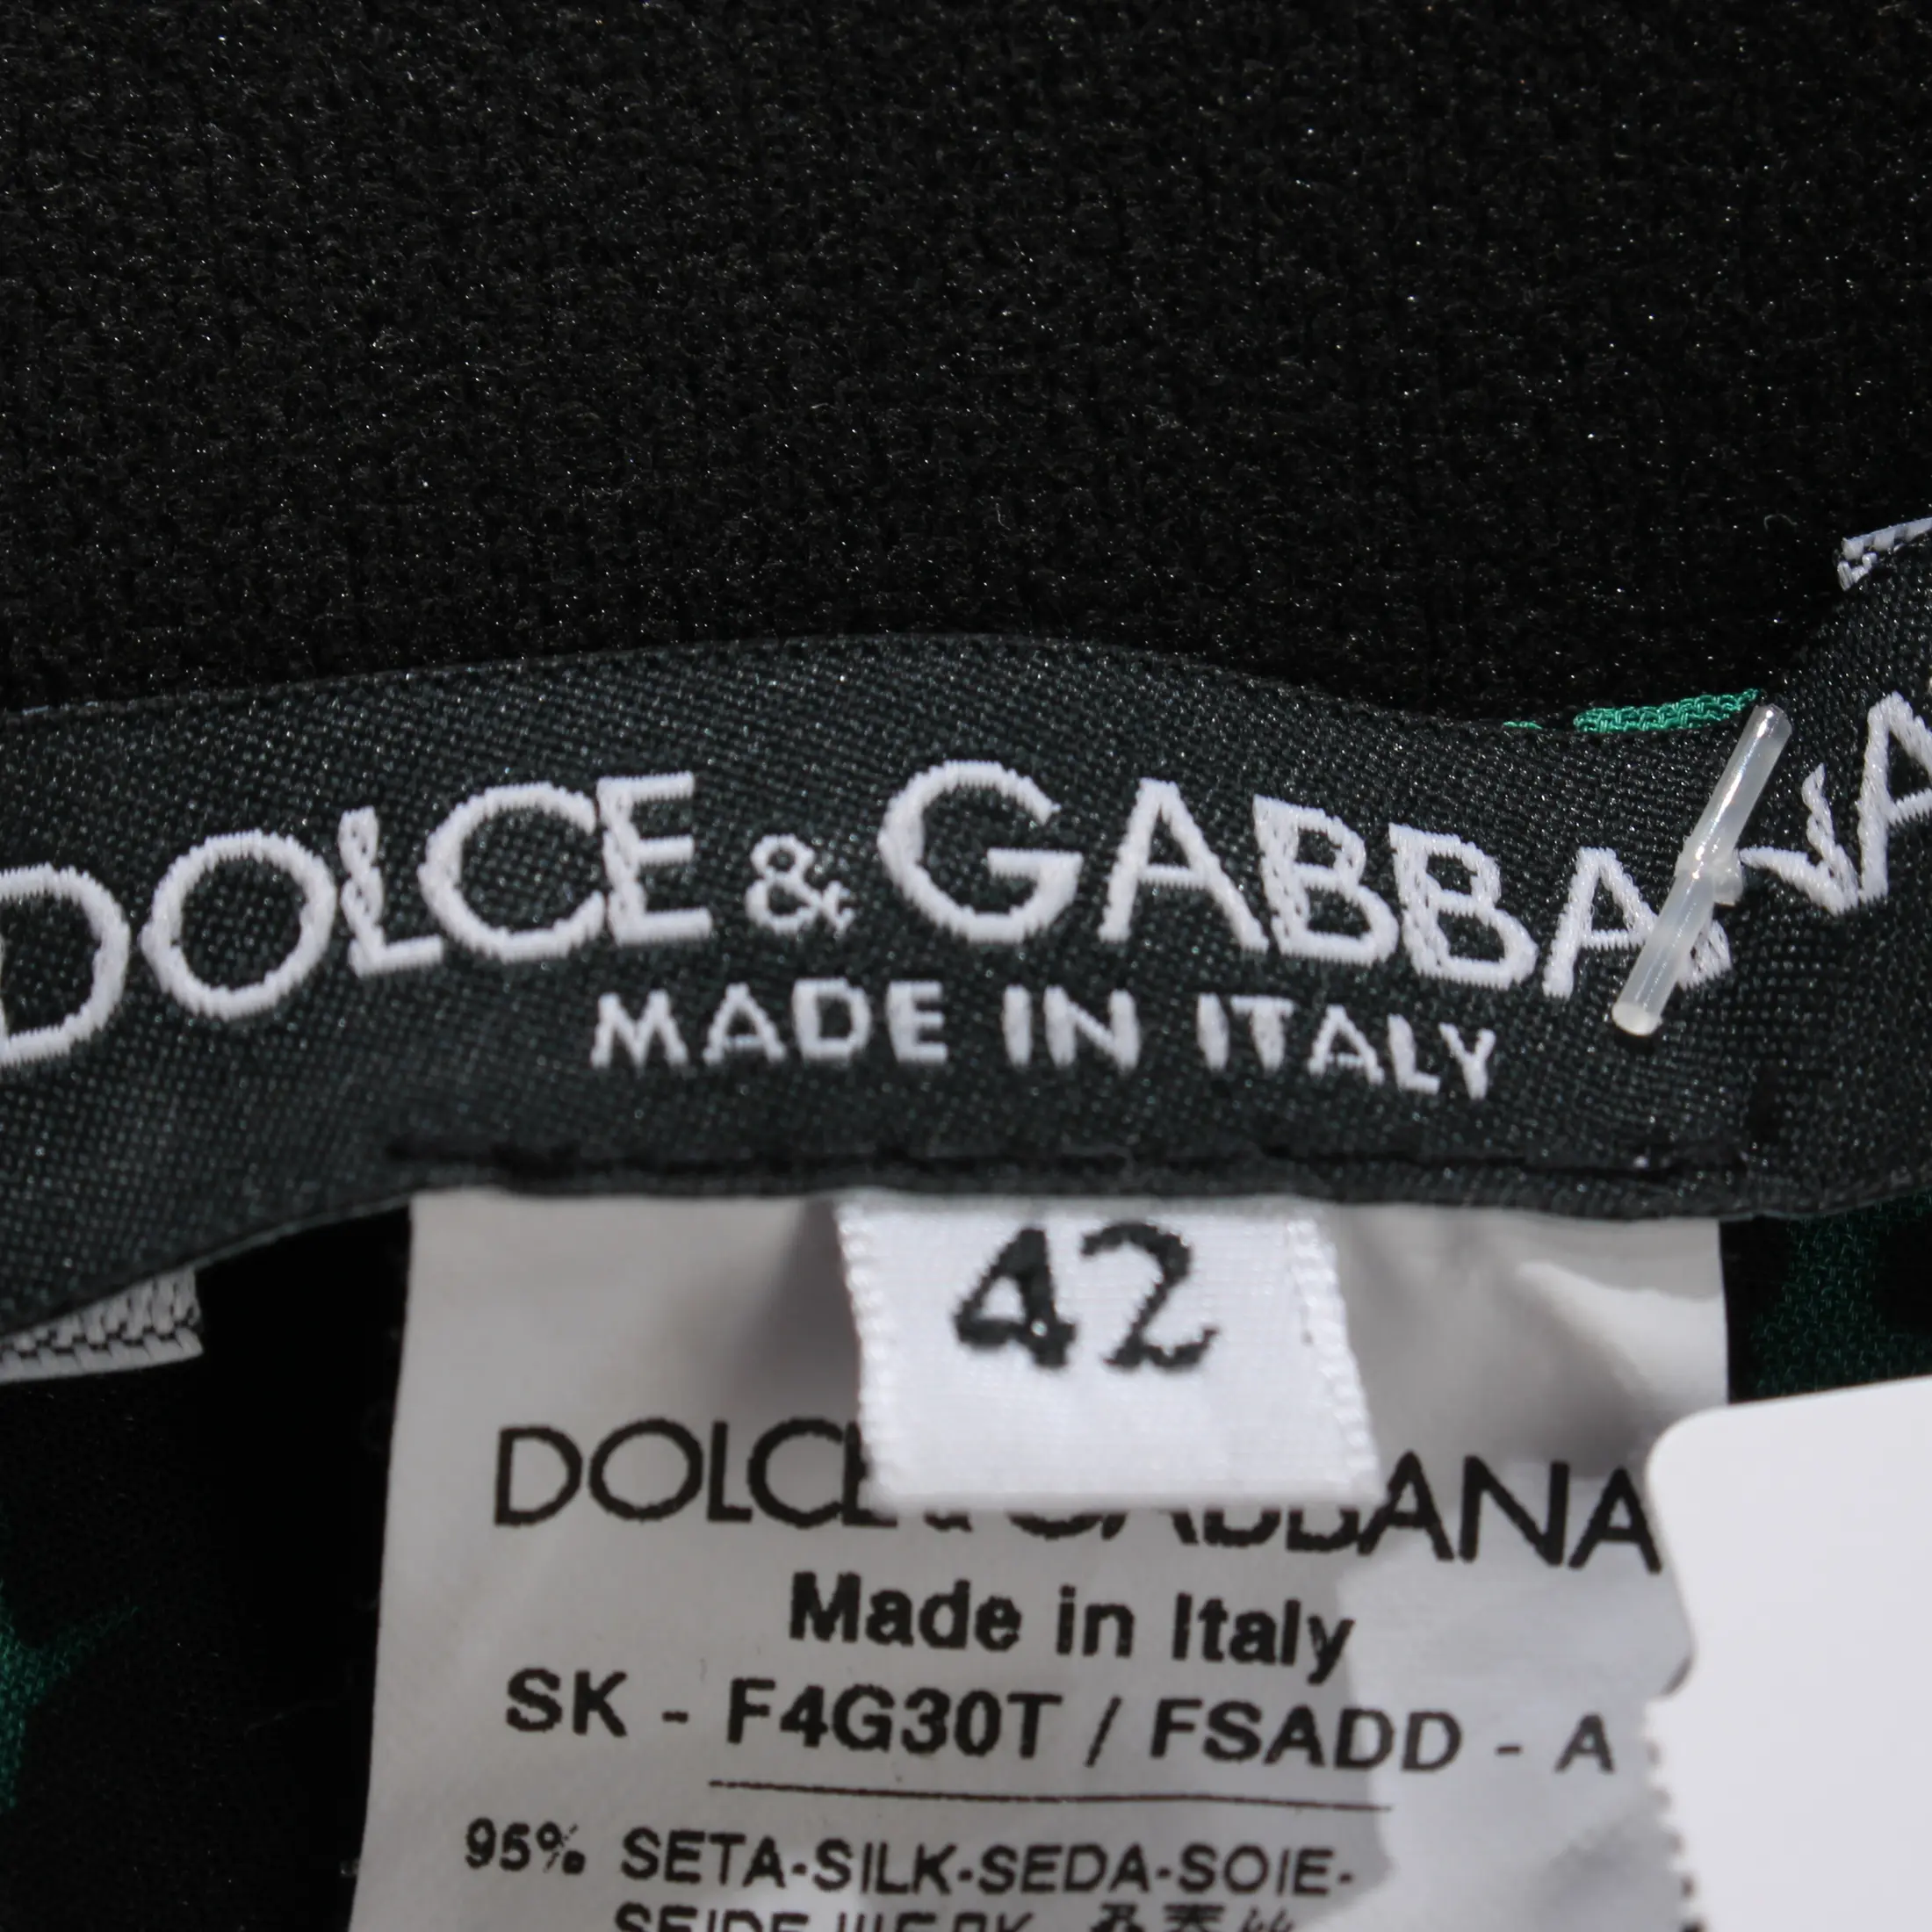 DOLCE & GABBANA
MADE IN ITALY
42
DOLCE & GABBANA
Made in Italy
SK - F4G30T / FSADD - A
95% SETA-SILK-SEDA-SOIE-
SEIDE